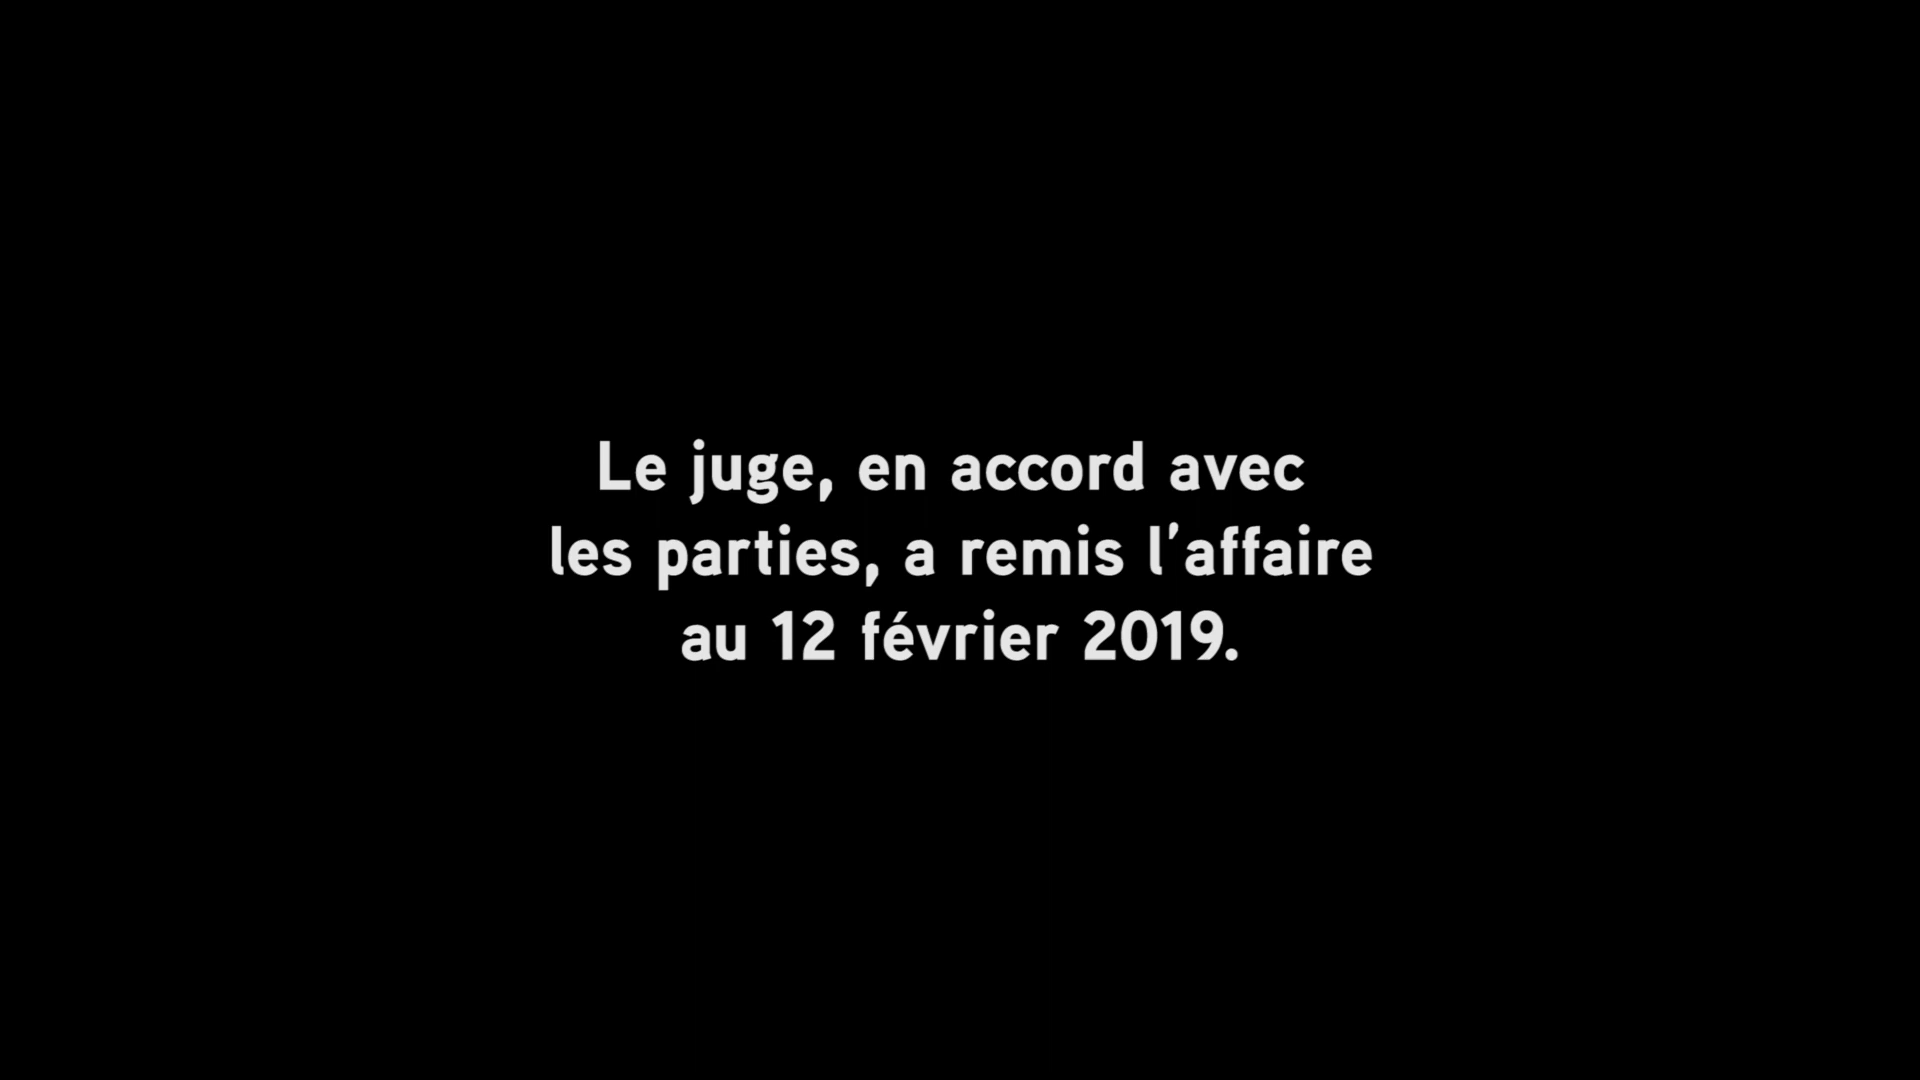 Le juge, en accord avec
les parties, a remis l’affaire
au 12 février 2019.